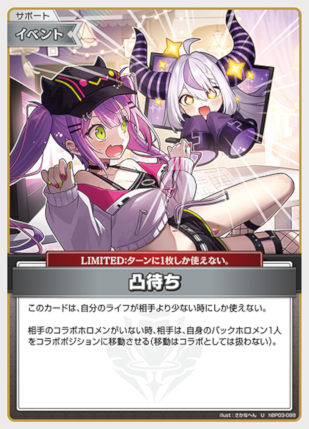 サポート
イベント
LIMITED:ターンに1枚しか使えない。
凸待ち
このカードは、自分のライフが相手より少ない時にしか使えない。
相手のコラボホロメンがいない時、相手は、自身のバックホロメン1人
をコラボポジションに移動させる(移動はコラボとしては扱わない)。
illust: さかなへん U hBP03-088